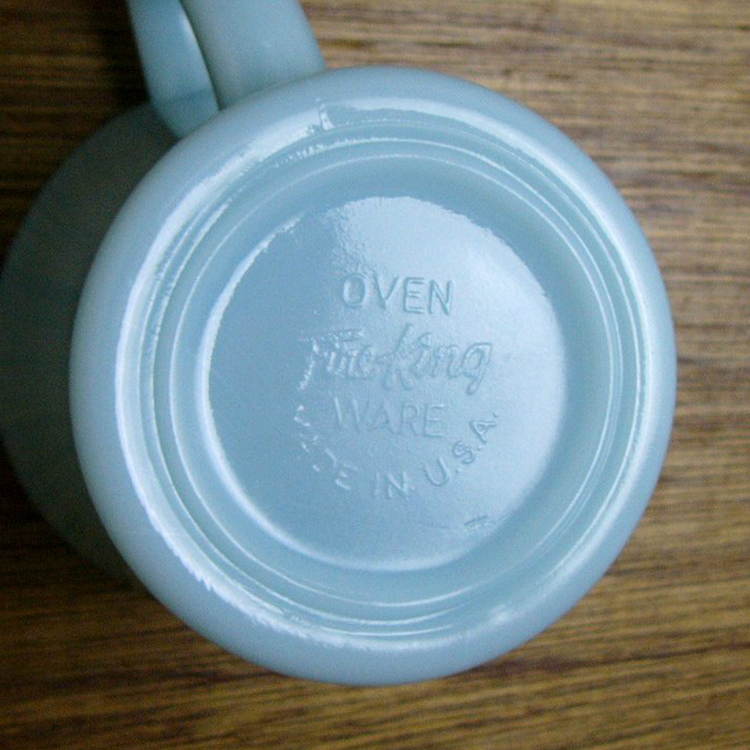 OVEN
Fire-King
WARE
MADE IN U.S.A.